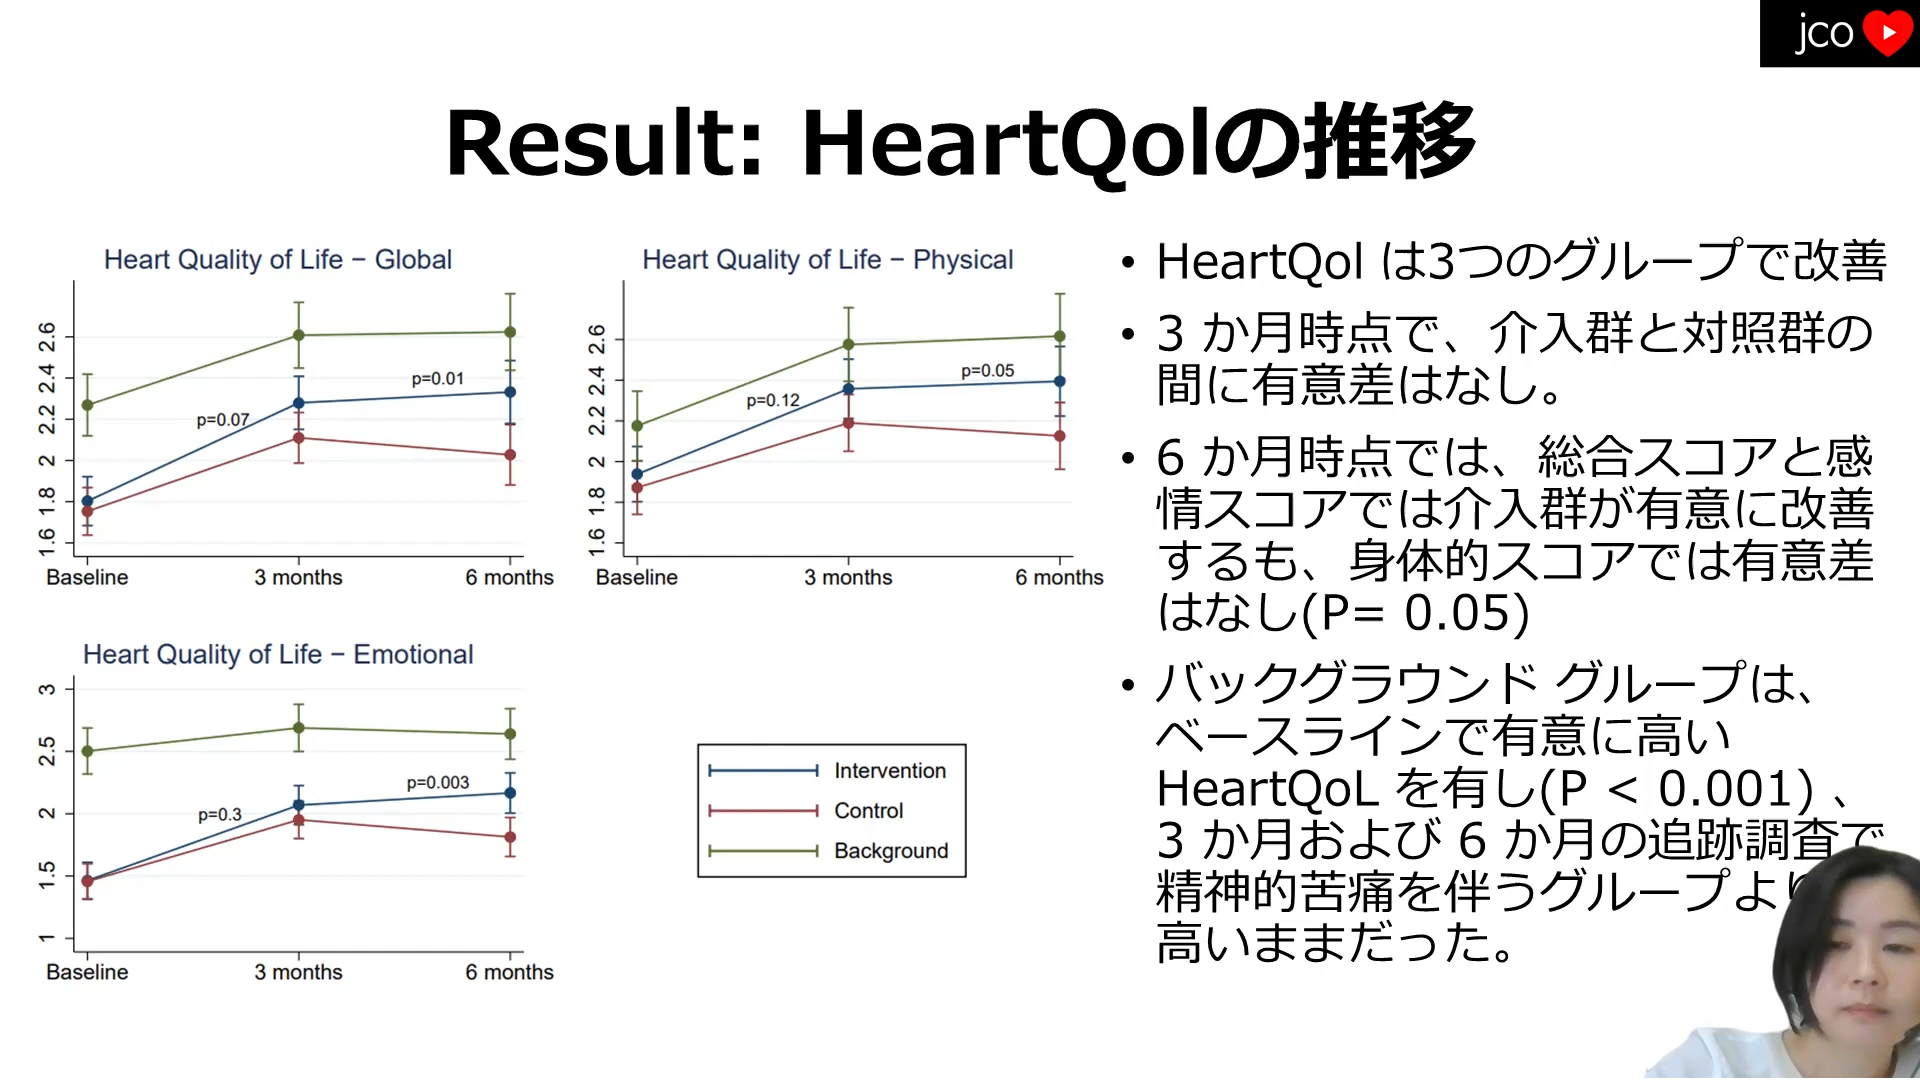 jco
Result: HeartQolの推移
Heart Quality of Life − Global
2.6
2.4
2.2
2
1.8
1.6
p=0.07
p=0.01
Baseline
3 months
6 months
Heart Quality of Life − Physical
2.6
2.4
2.2
2
1.8
1.6
p=0.12
p=0.05
Baseline
3 months
6 months
Heart Quality of Life − Emotional
3
2.5
2
1.5
1
p=0.3
p=0.003
Baseline
3 months
6 months
Intervention
Control
Background
• HeartQol は3つのグループで改善
• 3 か月時点で、介入群と対照群の
間に有意差はなし。
• 6 か月時点では、総合スコアと感
情スコアでは介入群が有意に改善
するも、身体的スコアでは有意差
はなし(P= 0.05)
• バックグラウンド グループは、
ベースラインで有意に高い
HeartQoL を有し(P < 0.001) 、
3 か月および 6 か月の追跡調査で
精神的苦痛を伴うグループより
高いままだった。